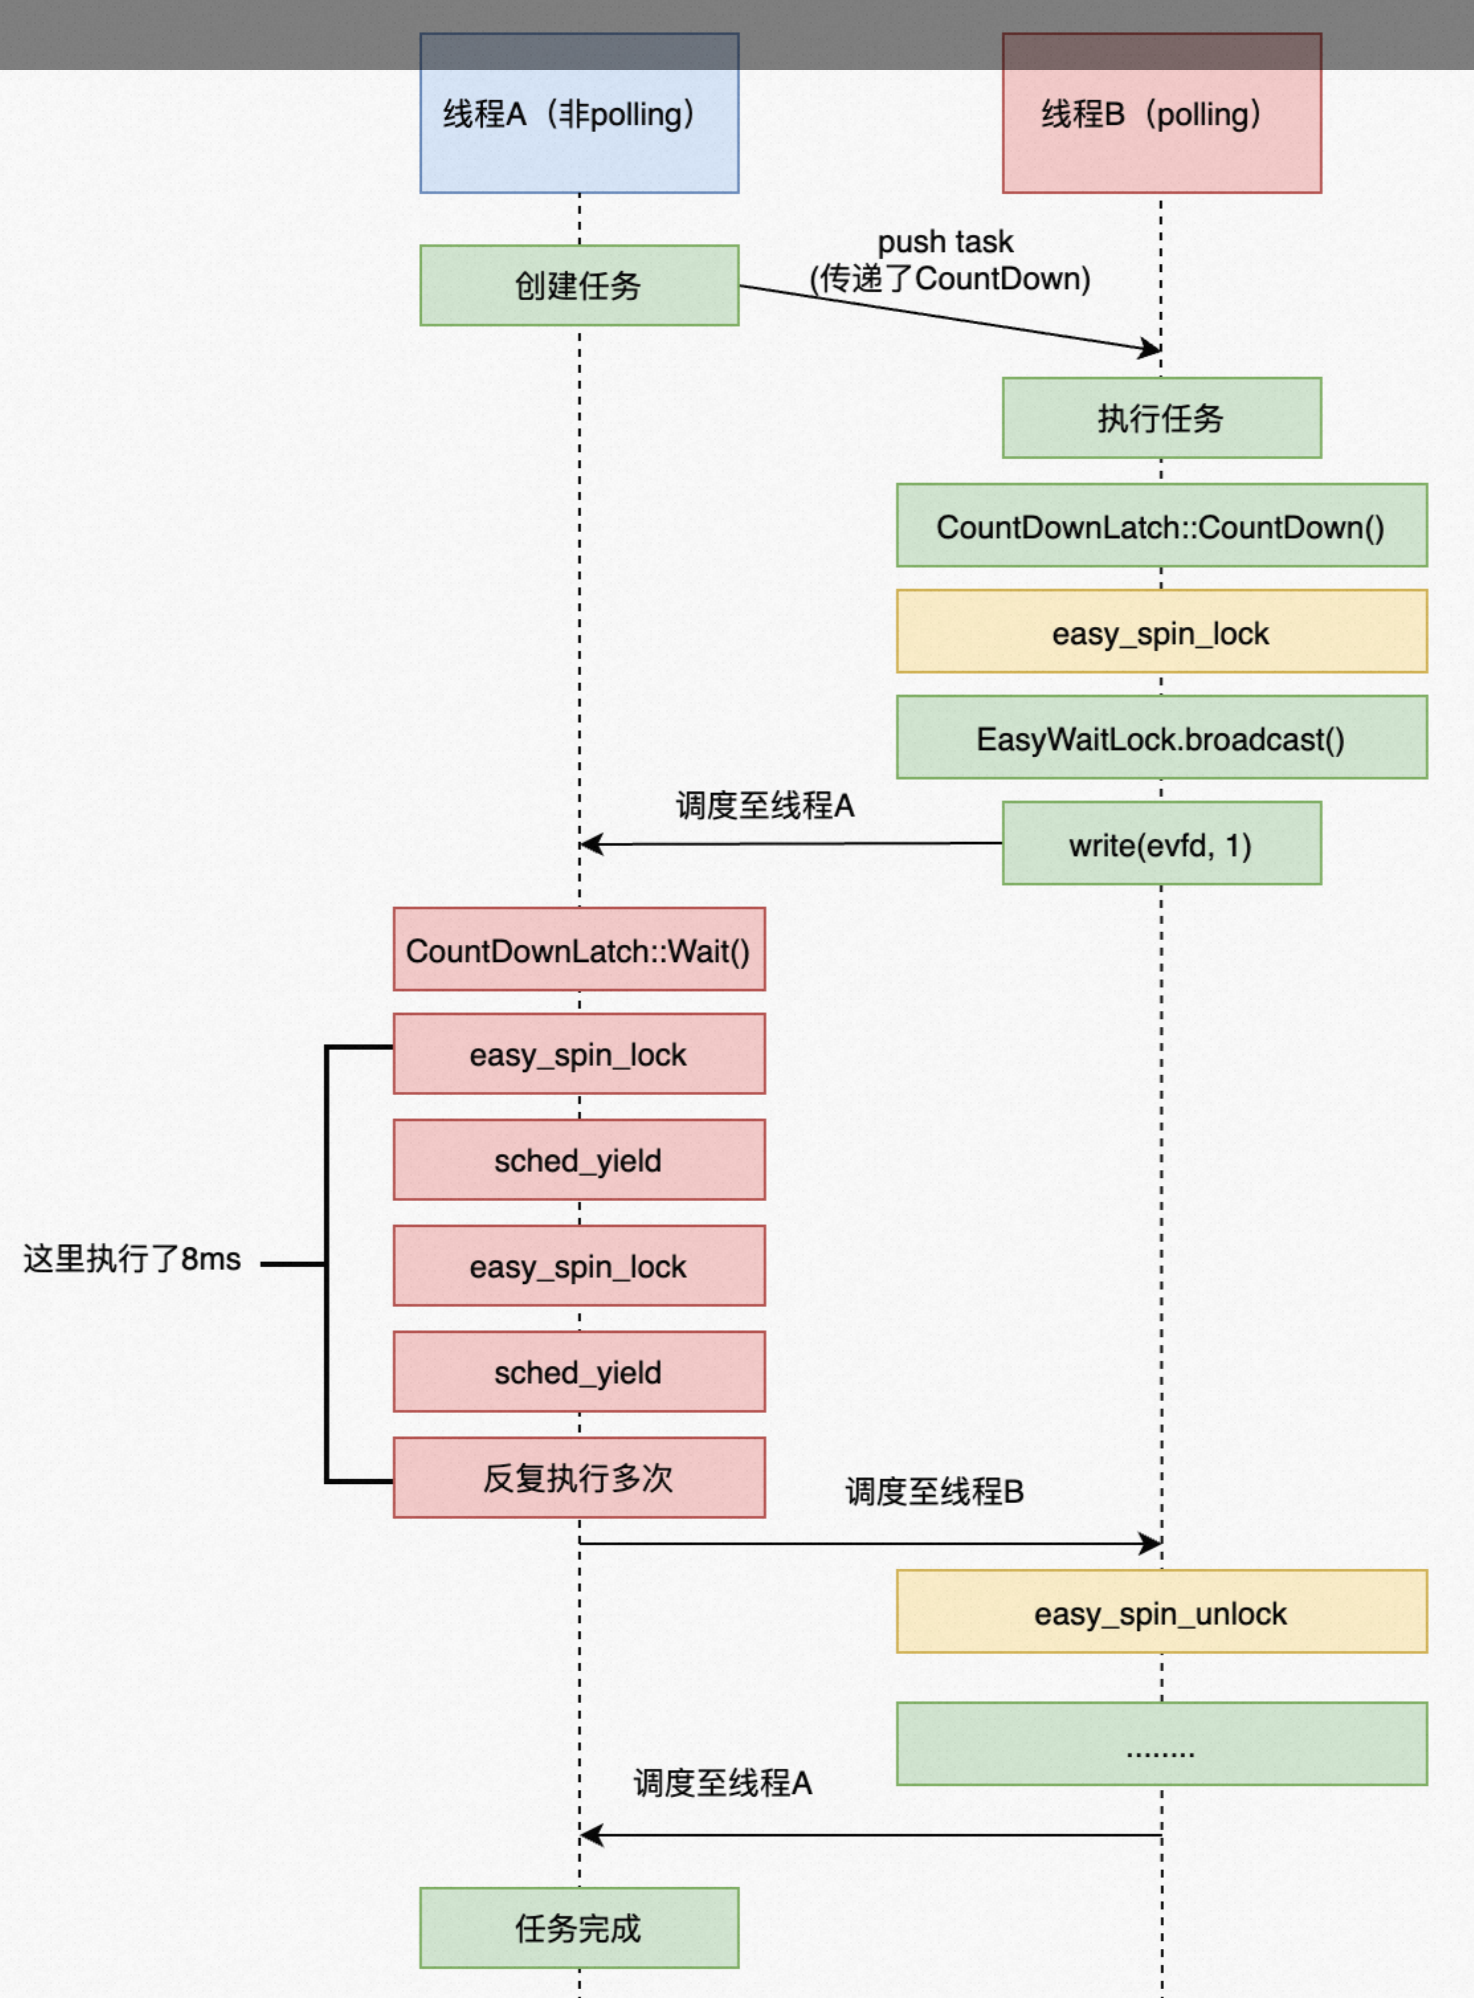 线程A（非polling）
线程B（polling）
push task
(传递了CountDown)
创建任务
执行任务
CountDownLatch::CountDown()
easy_spin_lock
EasyWaitLock.broadcast()
调度至线程A
write(evfd, 1)
CountDownLatch::Wait()
easy_spin_lock
sched_yield
这里执行了8ms
easy_spin_lock
sched_yield
反复执行多次
调度至线程B
easy_spin_unlock
........
调度至线程A
任务完成